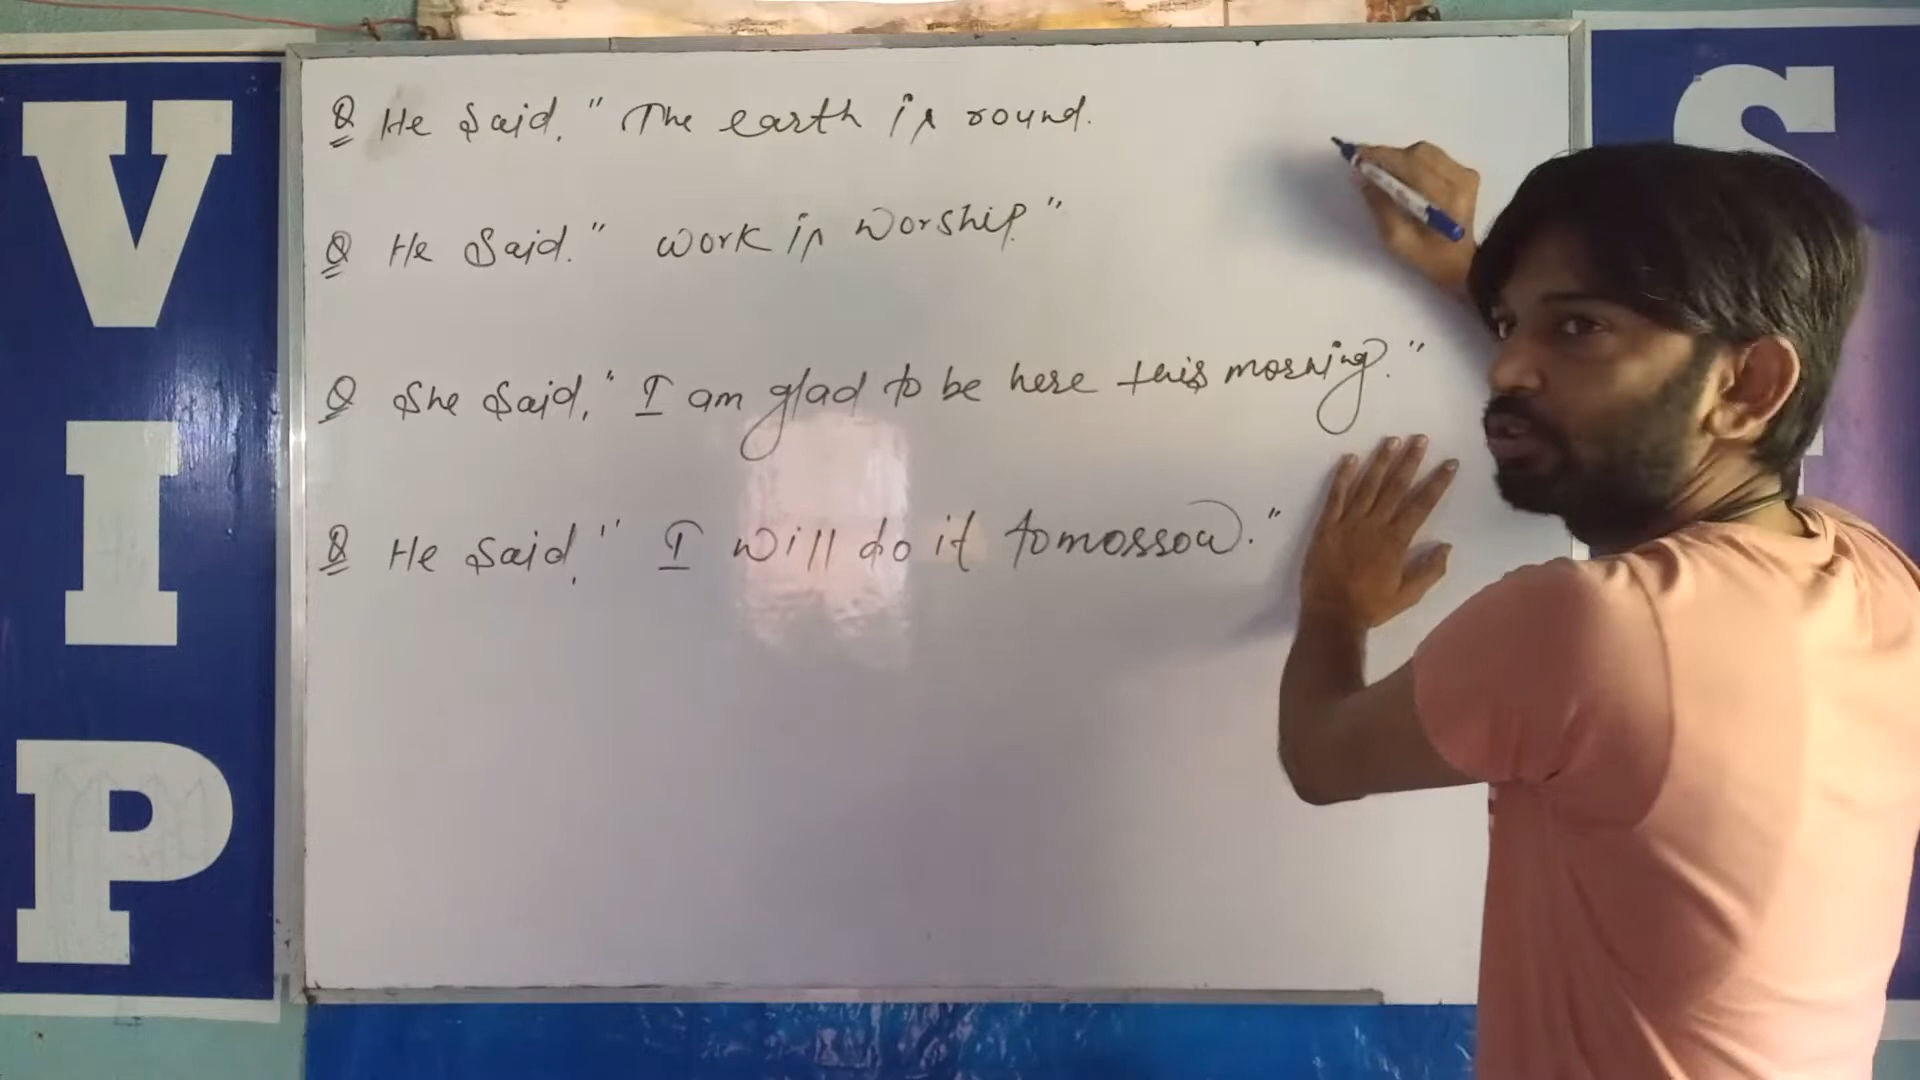 VIP
Q He Said, " The earth is round.
Q He Said. " Work is Worship. "
Q She Said, " I am glad to be here this morning. "
Q He Said, " I will do it tomorrow. "
S